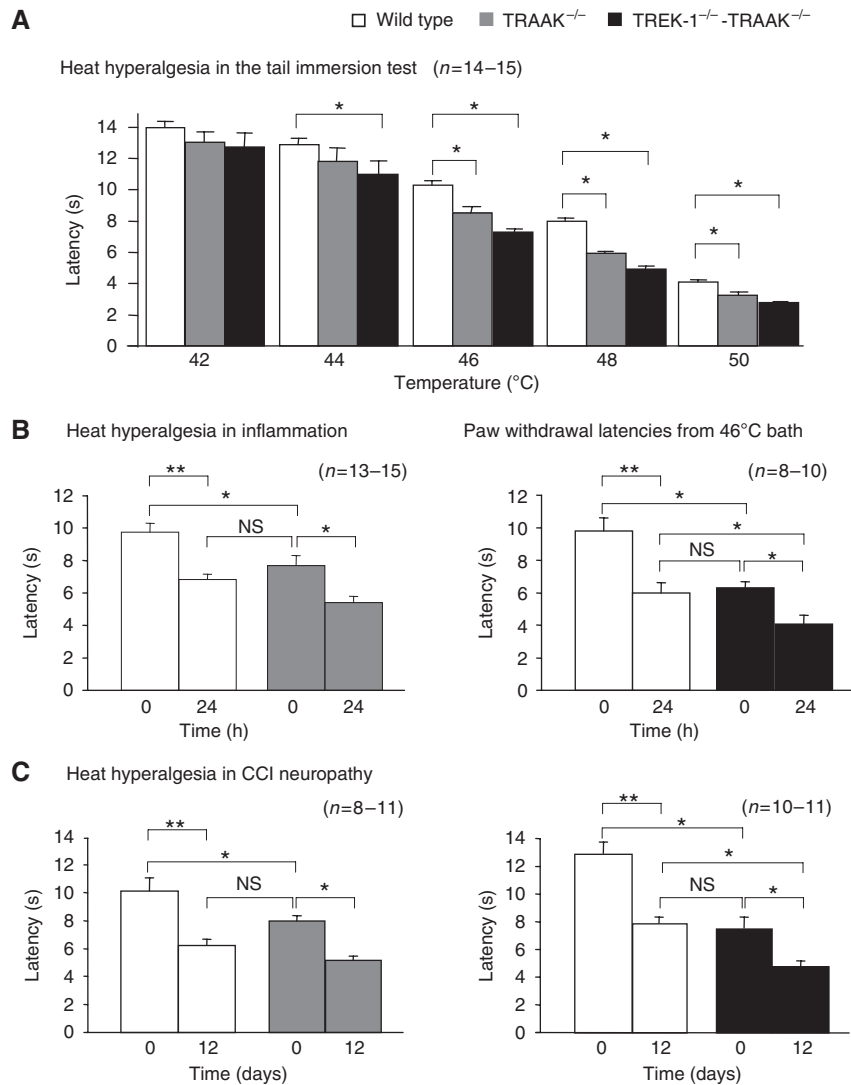 A
Wild type TRAAK−/− TREK-1−/−-TRAAK−/−
Heat hyperalgesia in the tail immersion test (n=14–15)
* * * * * * *
14
12
10
8
6
4
2
0
Latency (s)
42 44 46 48 50
Temperature (°C)
B Heat hyperalgesia in inflammation
(n=13–15)
**
*
NS *
12
10
8
6
4
2
0
Latency (s)
0 24 0 24
Time (h)
Paw withdrawal latencies from 46°C bath
(n=8–10)
**
*
*
NS *
12
10
8
6
4
2
0
Latency (s)
0 24 0 24
Time (h)
C Heat hyperalgesia in CCI neuropathy
(n=8–11)
**
*
NS *
14
12
10
8
6
4
2
0
Latency (s)
0 12 0 12
Time (days)
(n=10–11)
**
*
*
NS *
14
12
10
8
6
4
2
0
Latency (s)
0 12 0 12
Time (days)